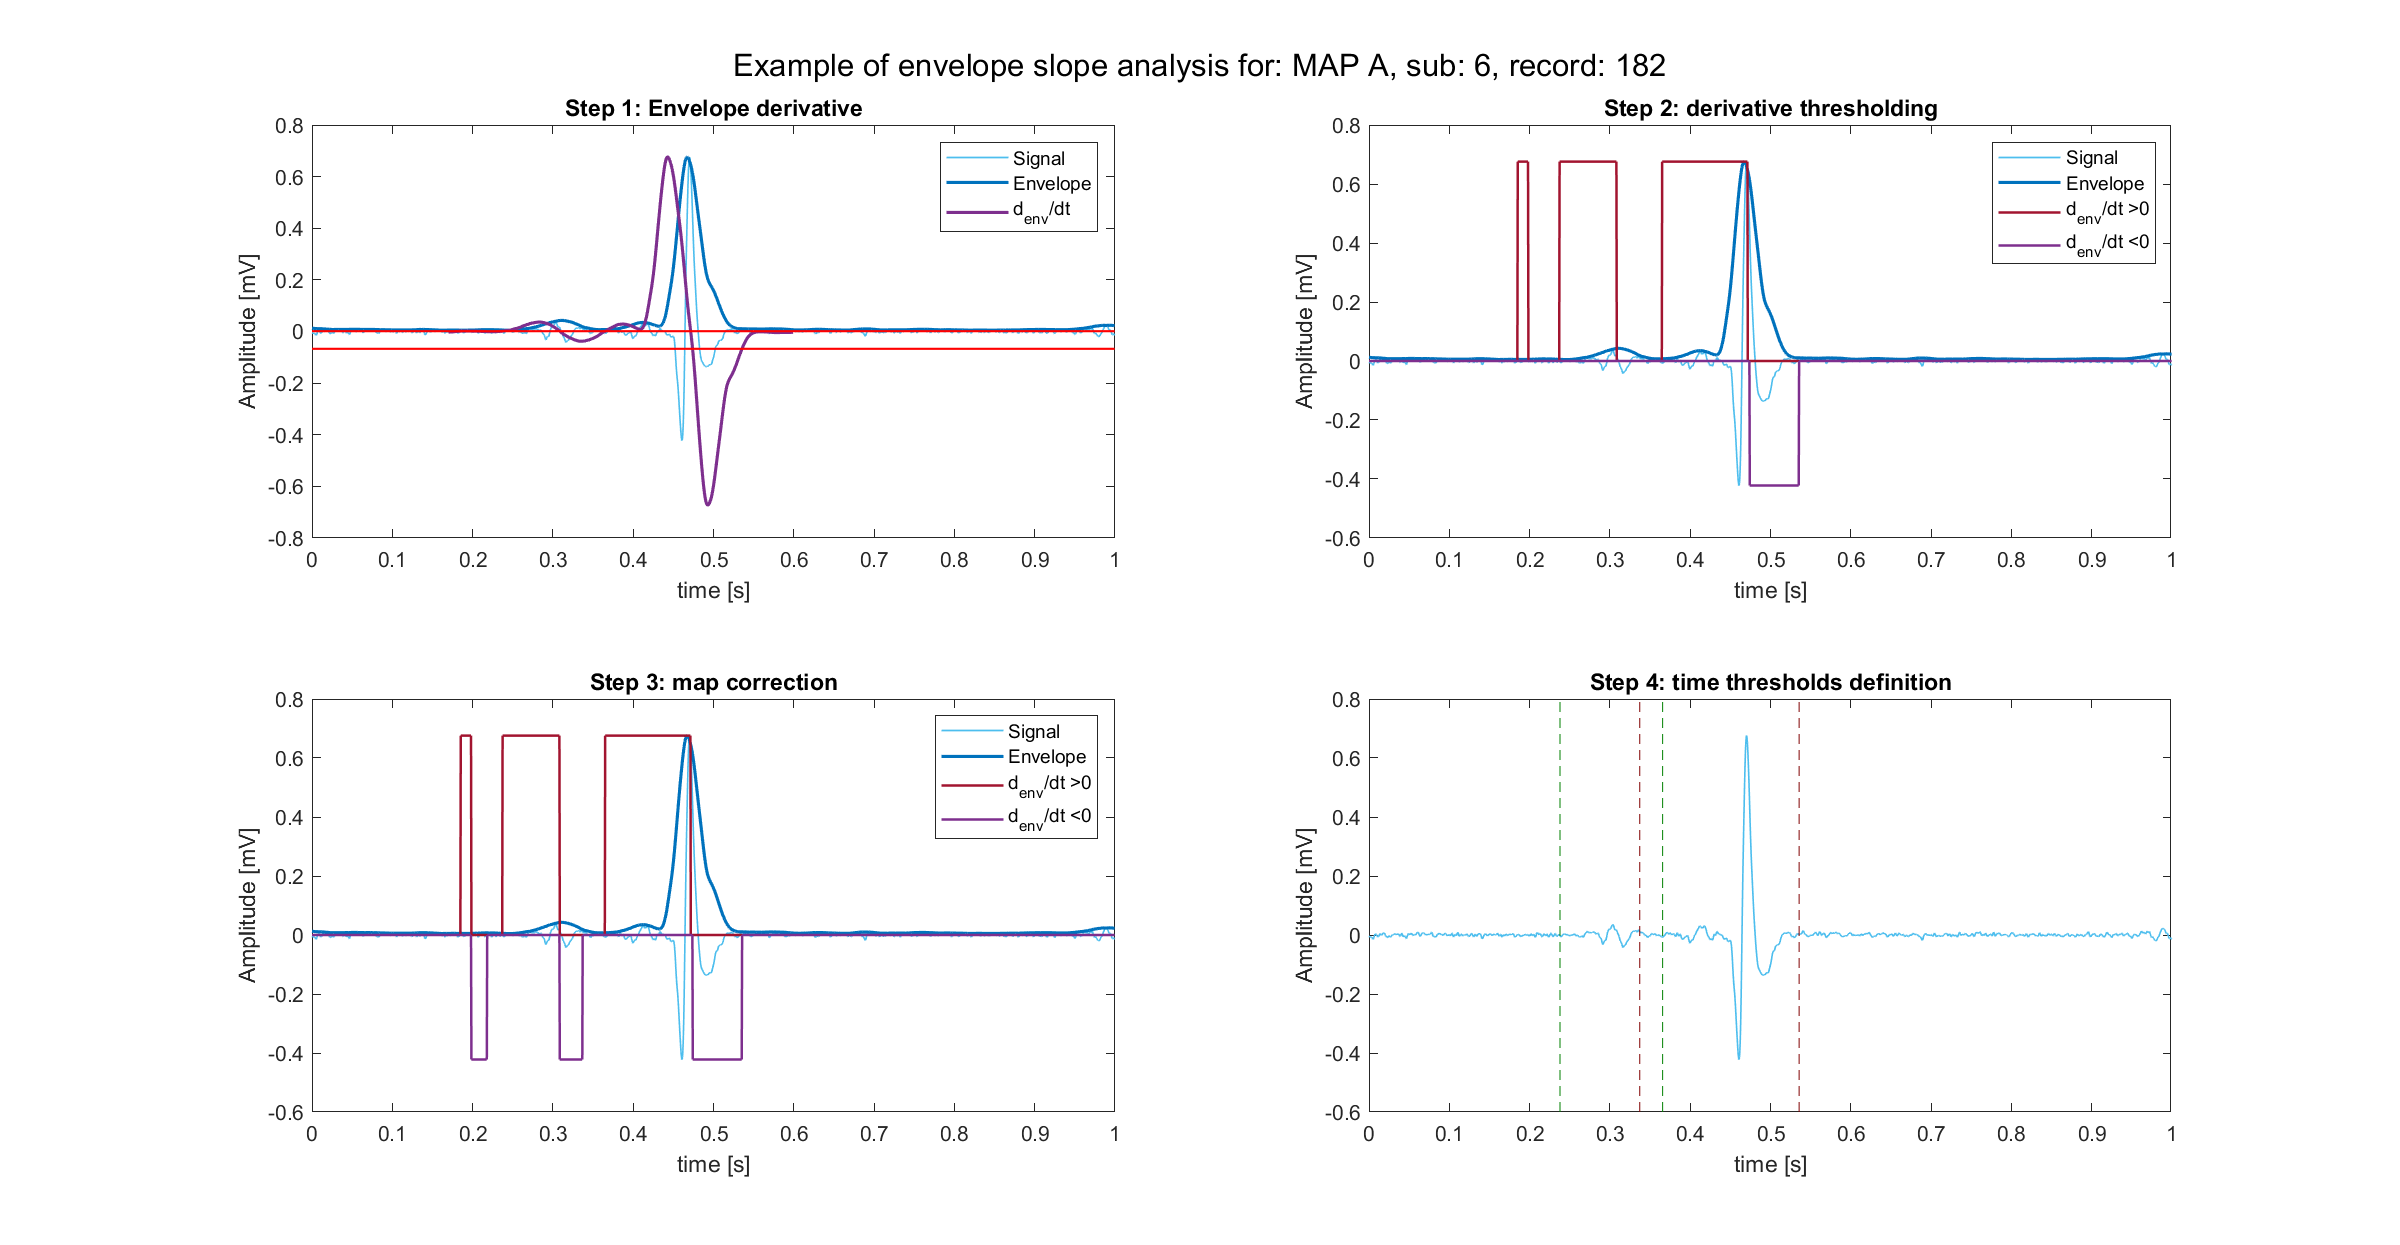 Example of envelope slope analysis for: MAP A, sub: 6, record: 182
Step 1: Envelope derivative
0.8
0.6
0.4
0.2
0
-0.2
-0.4
-0.6
-0.8
Amplitude [mV]
0 0.1 0.2 0.3 0.4 0.5 0.6 0.7 0.8 0.9 1
time [s]
Signal
Envelope
d_env/dt
Step 2: derivative thresholding
0.8
0.6
0.4
0.2
0
-0.2
-0.4
-0.6
Amplitude [mV]
0 0.1 0.2 0.3 0.4 0.5 0.6 0.7 0.8 0.9 1
time [s]
Signal
Envelope
d_env/dt >0
d_env/dt <0
Step 3: map correction
0.8
0.6
0.4
0.2
0
-0.2
-0.4
-0.6
Amplitude [mV]
0 0.1 0.2 0.3 0.4 0.5 0.6 0.7 0.8 0.9 1
time [s]
Signal
Envelope
d_env/dt >0
d_env/dt <0
Step 4: time thresholds definition
0.8
0.6
0.4
0.2
0
-0.2
-0.4
-0.6
Amplitude [mV]
0 0.1 0.2 0.3 0.4 0.5 0.6 0.7 0.8 0.9 1
time [s]